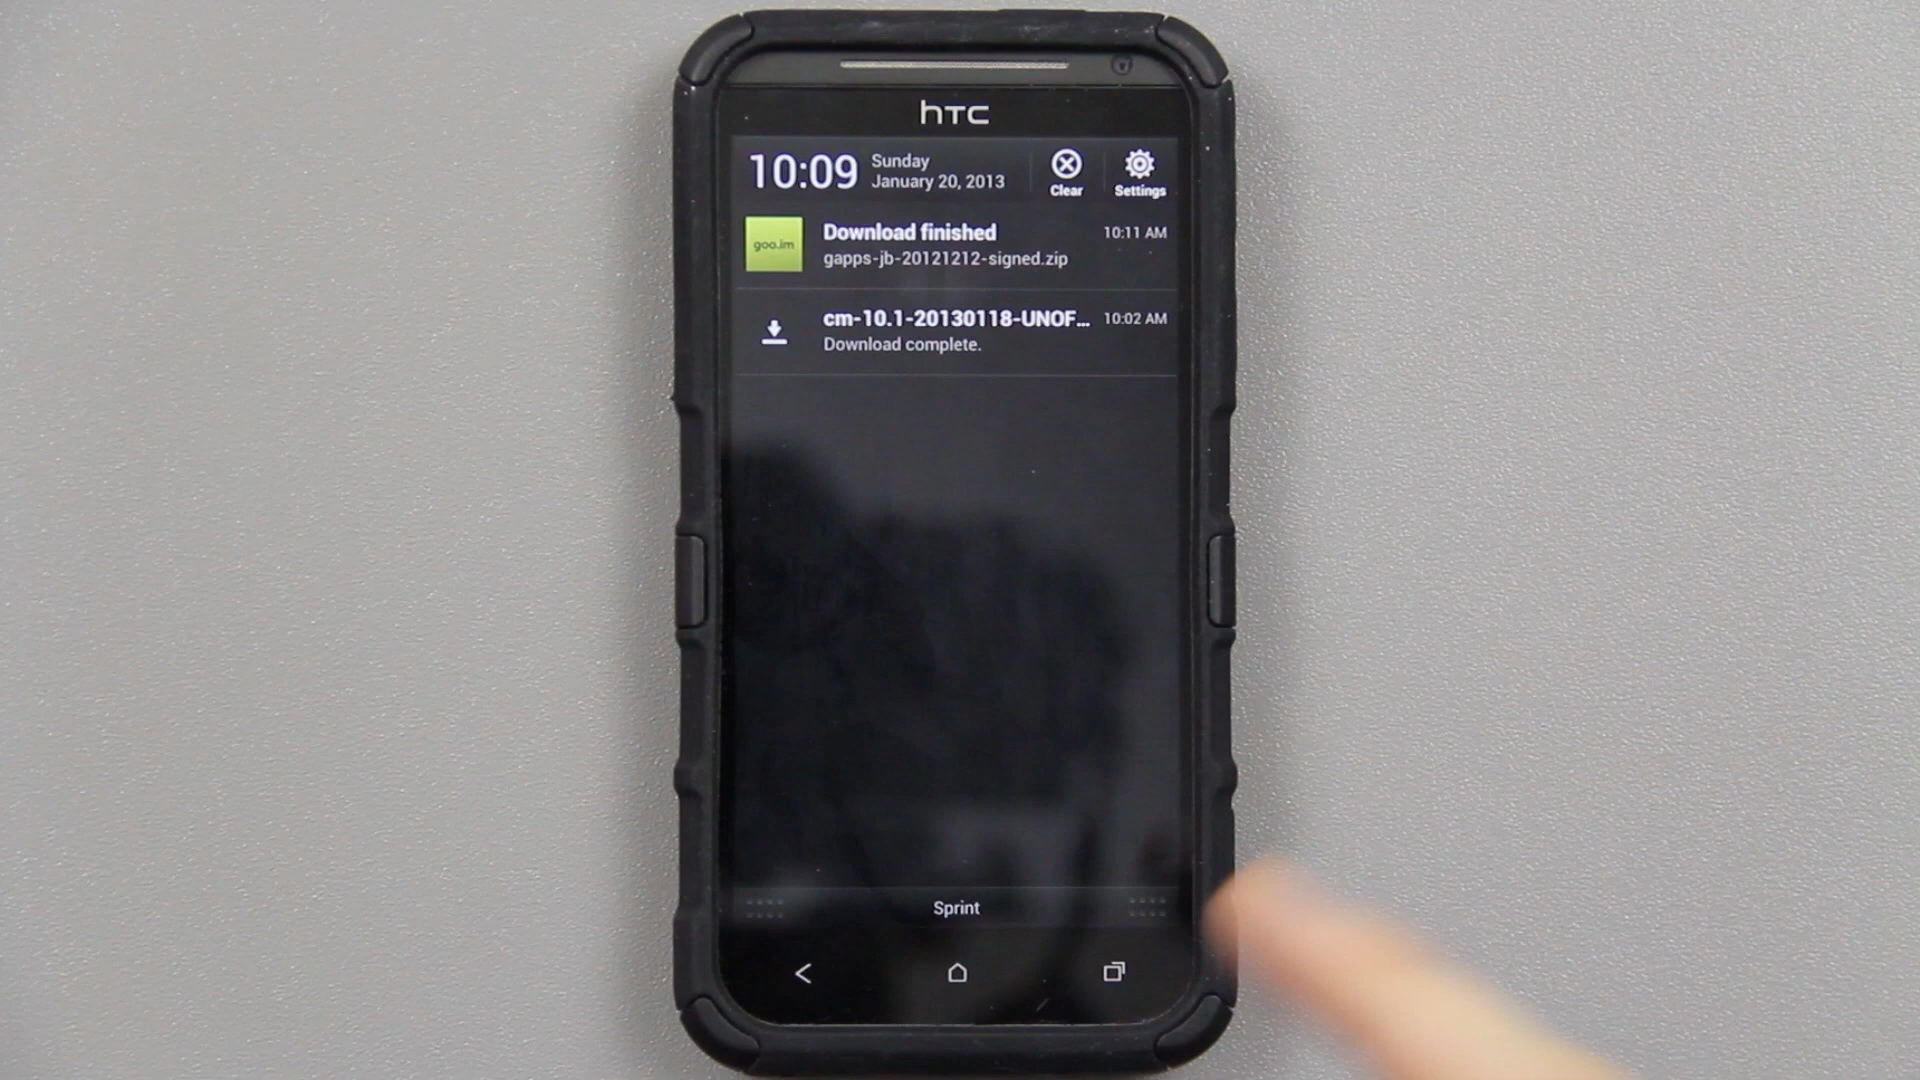 hTC
10:09
Sunday
January 20, 2013
Clear
Settings
goo.im
Download finished
10:11 AM
gapps-jb-20121212-signed.zip
cm-10.1-20130118-UNOF...
10:02 AM
Download complete.
Sprint